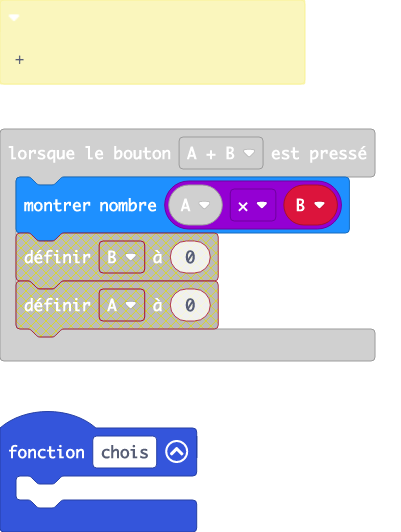 +
lorsque le bouton A + B est pressé
montrer nombre A × B
définir B à 0
définir A à 0
fonction chois